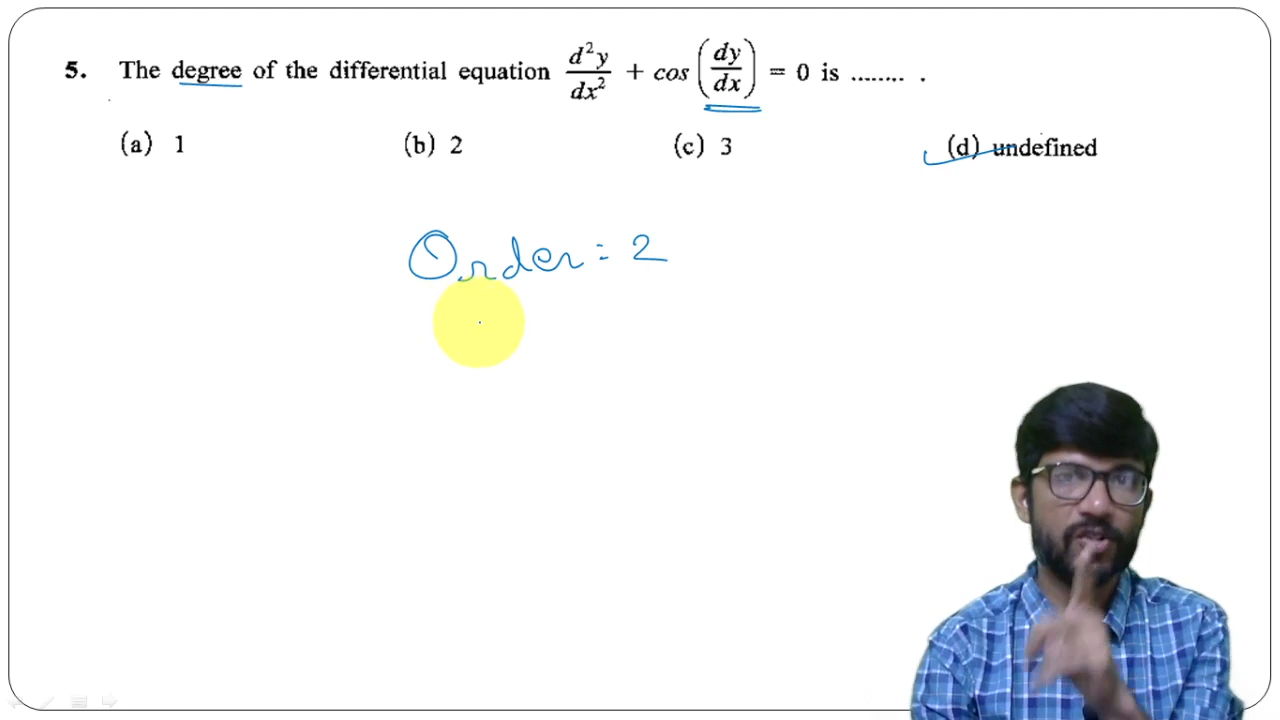 5. The degree of the differential equation d²y/dx² + cos(dy/dx) = 0 is ........ .
(a) 1 (b) 2 (c) 3 (d) undefined
Order = 2